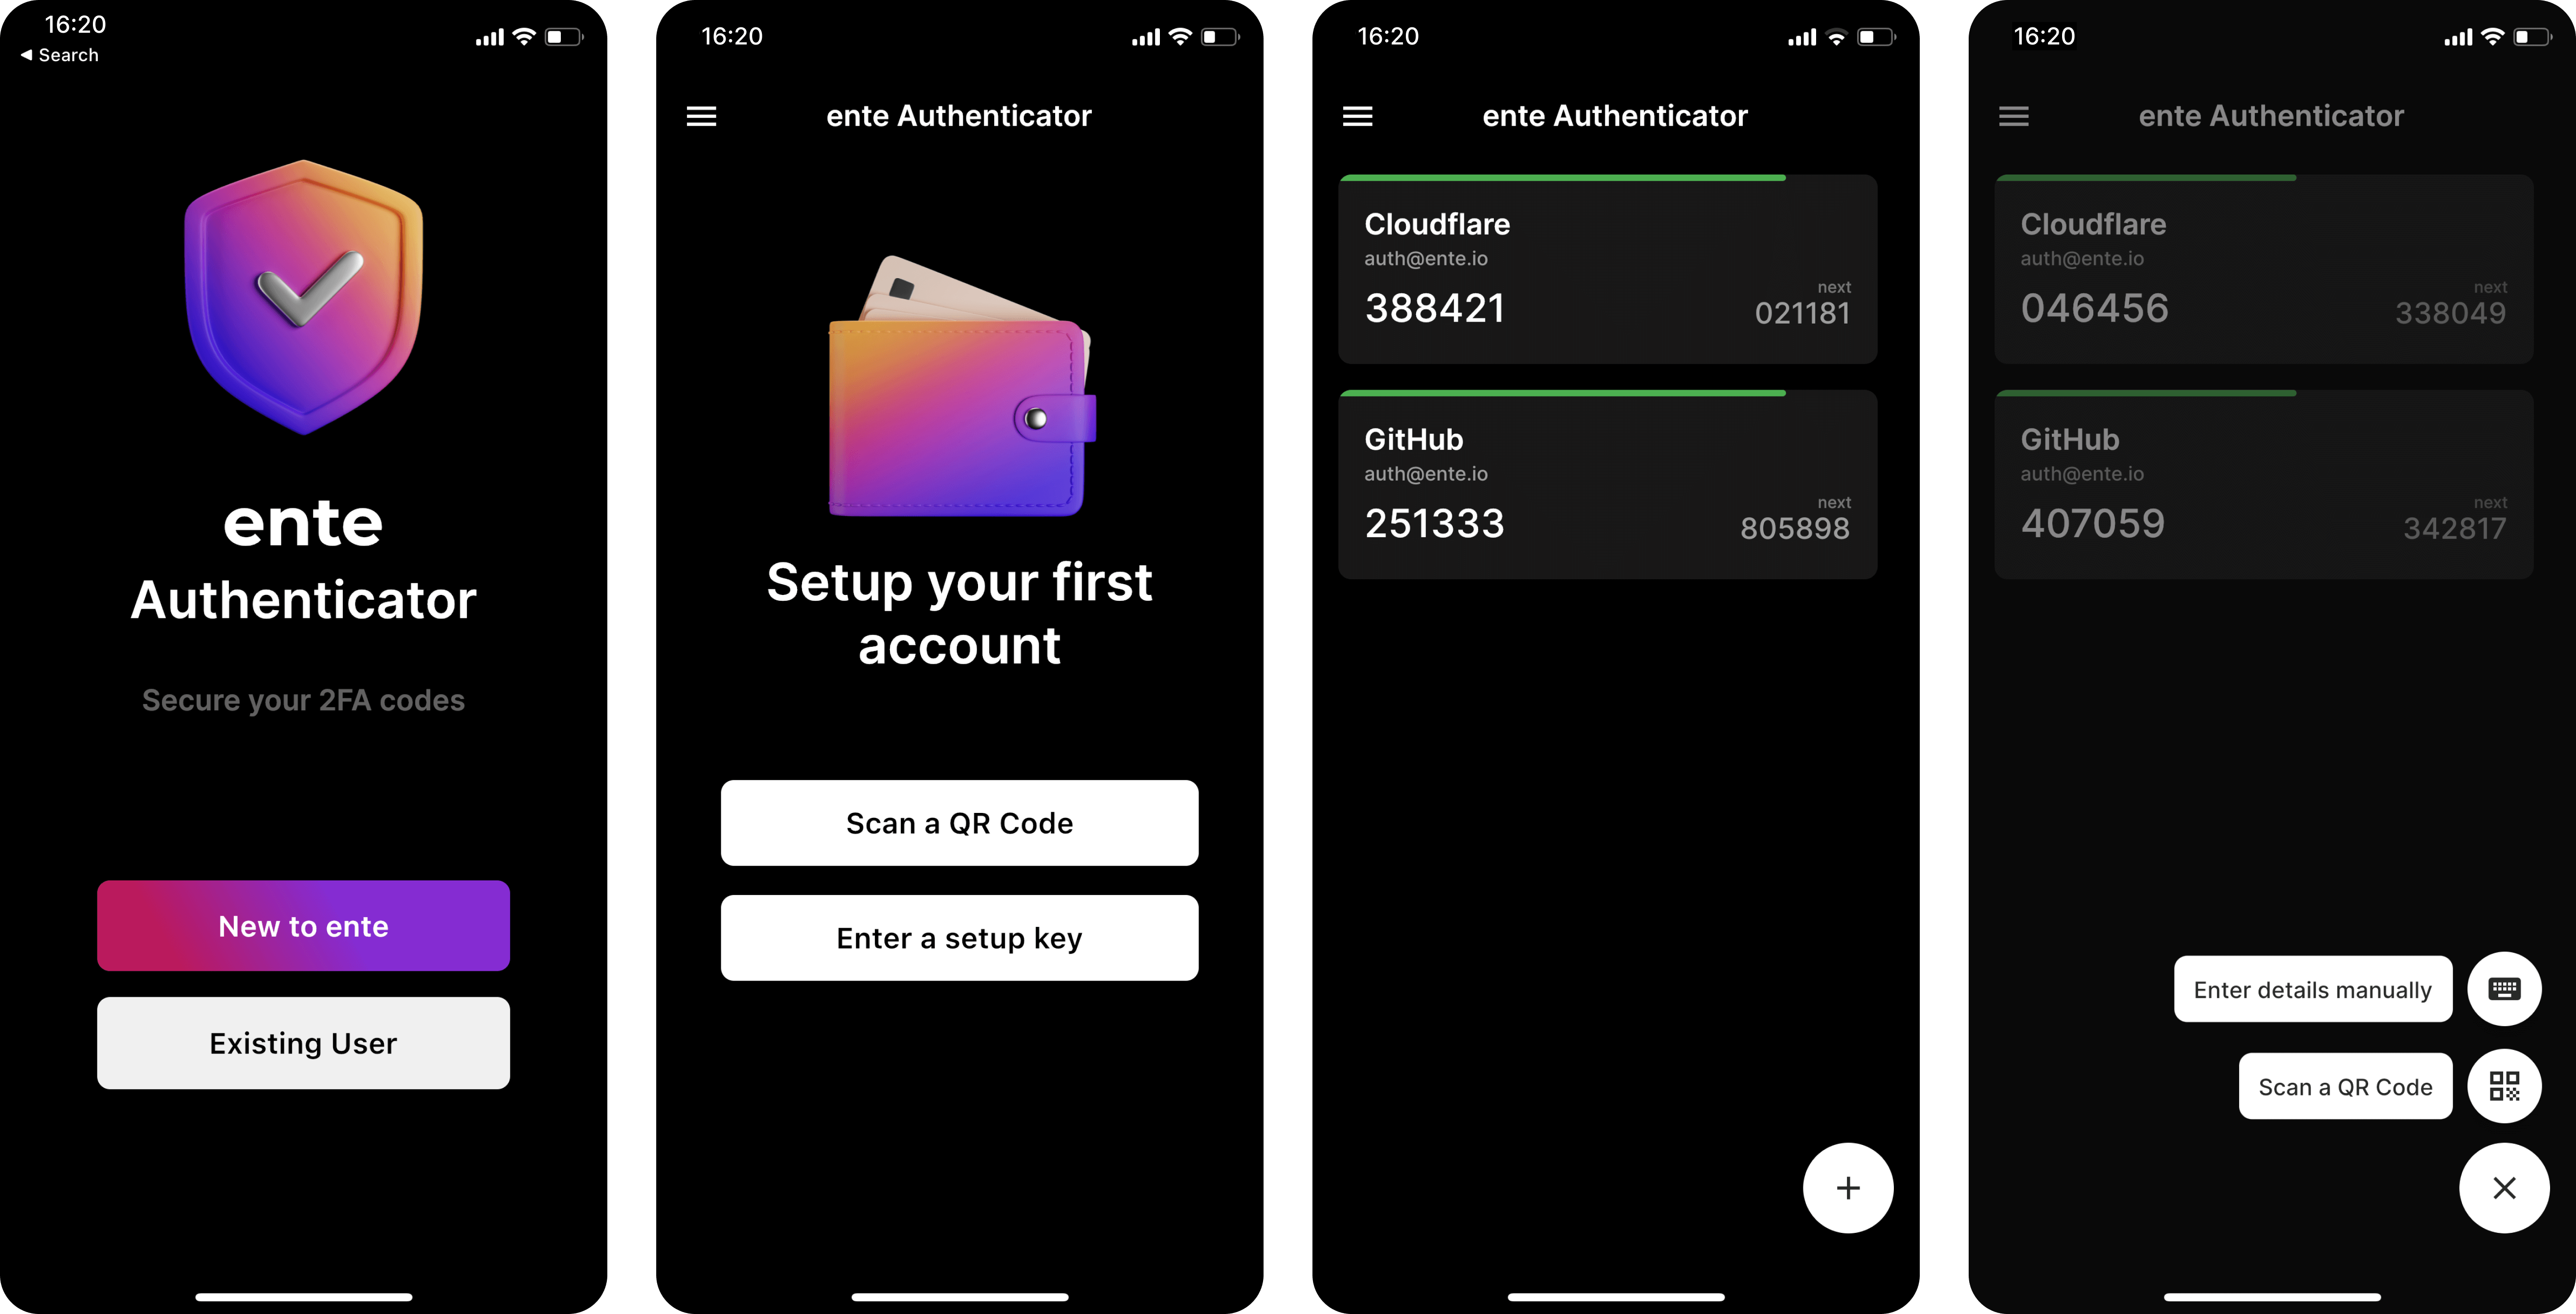 16:20
◀ Search
ente
Authenticator
Secure your 2FA codes
New to ente
Existing User
16:20
ente Authenticator
Setup your first
account
Scan a QR Code
Enter a setup key
16:20
ente Authenticator
Cloudflare
auth@ente.io
next
388421
021181
GitHub
auth@ente.io
next
251333
805898
16:20
ente Authenticator
Cloudflare
auth@ente.io
next
046456
338049
GitHub
auth@ente.io
next
407059
342817
Enter details manually
Scan a QR Code